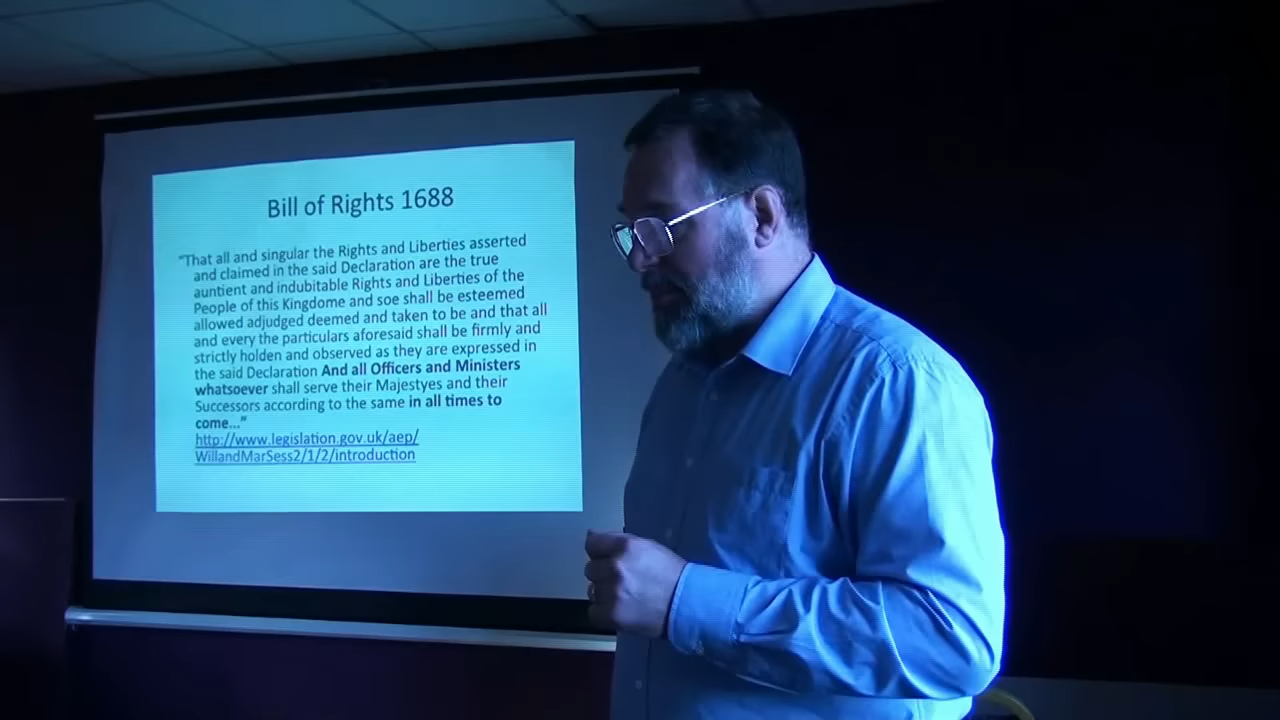 Bill of Rights 1688
“That all and singular the Rights and Liberties asserted
and claimed in the said Declaration are the true
auntient and indubitable Rights and Liberties of the
People of this Kingdome and soe shall be esteemed
allowed adjudged deemed and taken to be and that all
and every the particulars aforesaid shall be firmly and
strictly holden and observed as they are expressed in
the said Declaration And all Officers and Ministers
whatsoever shall serve their Majestyes and their
Successors according to the same in all times to
come…”
http://www.legislation.gov.uk/aep/
WillandMarSess2/1/2/introduction